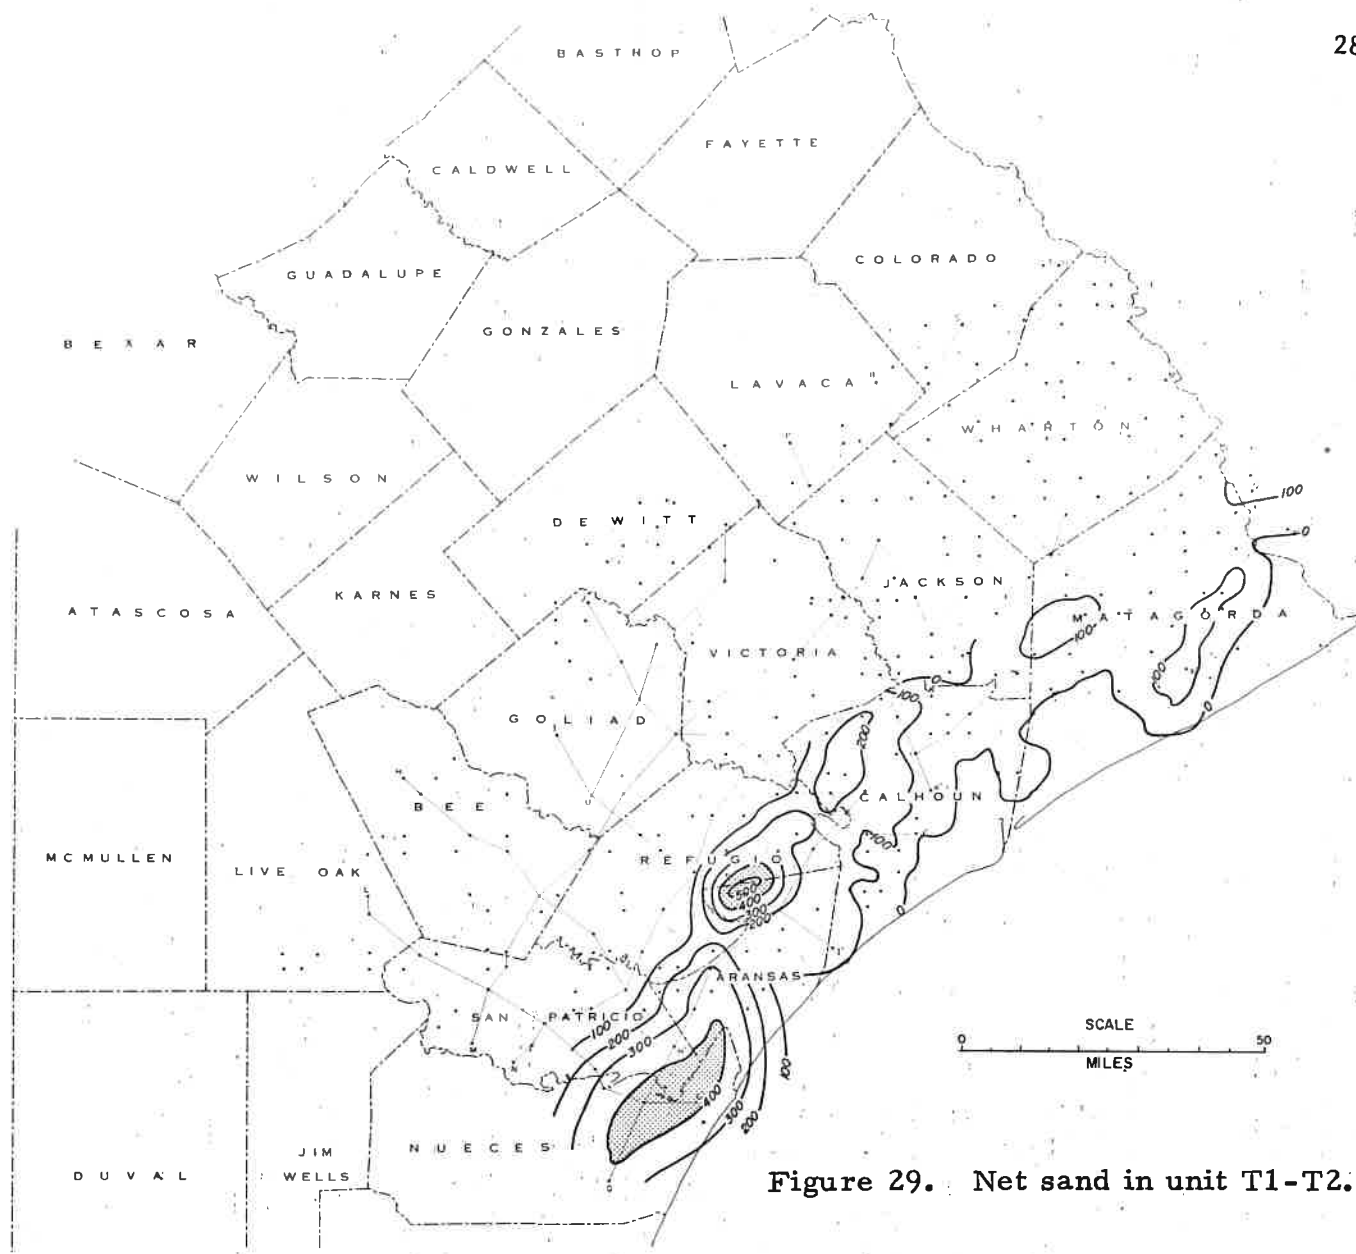 28
BASTHOP
FAYETTE
CALDWELL
COLORADO
GUADALUPE
GONZALES
BEXAR
LAVACA
WHARTON
WILSON
100
DE WITT
0
JACKSON
KARNES
ATASCOSA
MATAGORDA
100
VICTORIA
100
0
100
GOLIAD
0
200
CALHOUN
BEE
100
REFUGIO
MCMULLEN
LIVE OAK
500
400
300
200
0
ARANSAS
SAN PATRICIO
100
200
300
SCALE
0 50
MILES
100
400
300
200
NUECES
JIM
WELLS
DUVAL
Figure 29. Net sand in unit T1-T2.